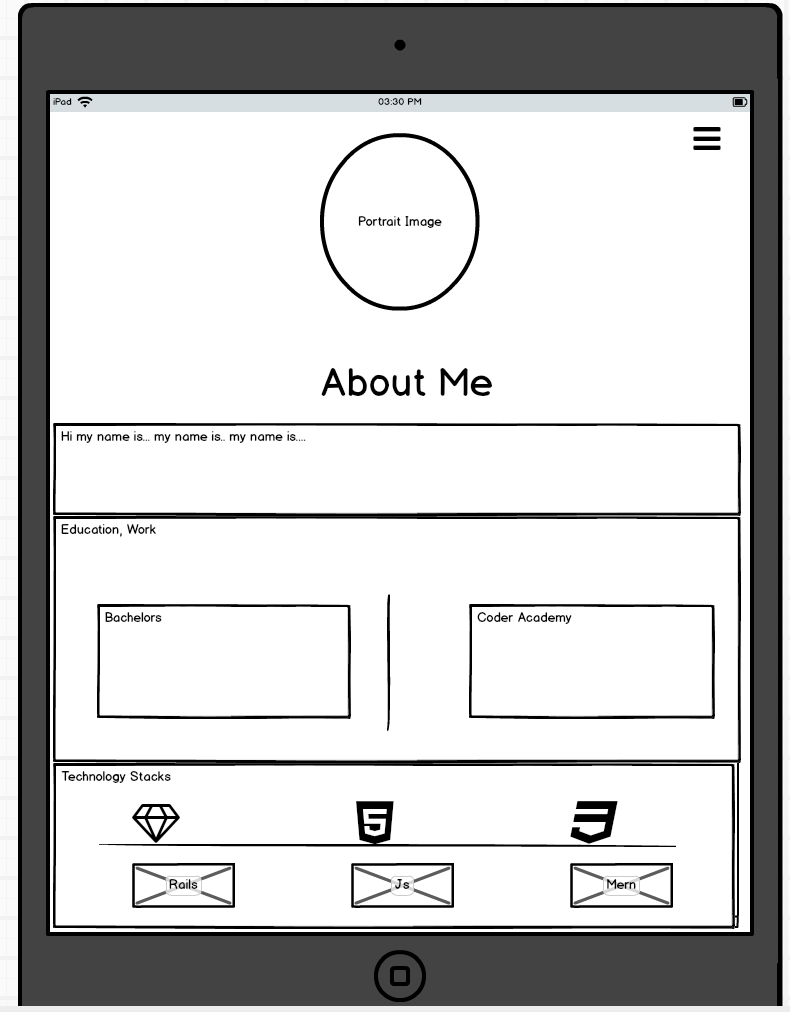 iPad 03:30 PM
Portrait Image
About Me
Hi my name is... my name is.. my name is....
Education, Work
Bachelors Coder Academy
Technology Stacks
5 3
Rails Js Mern